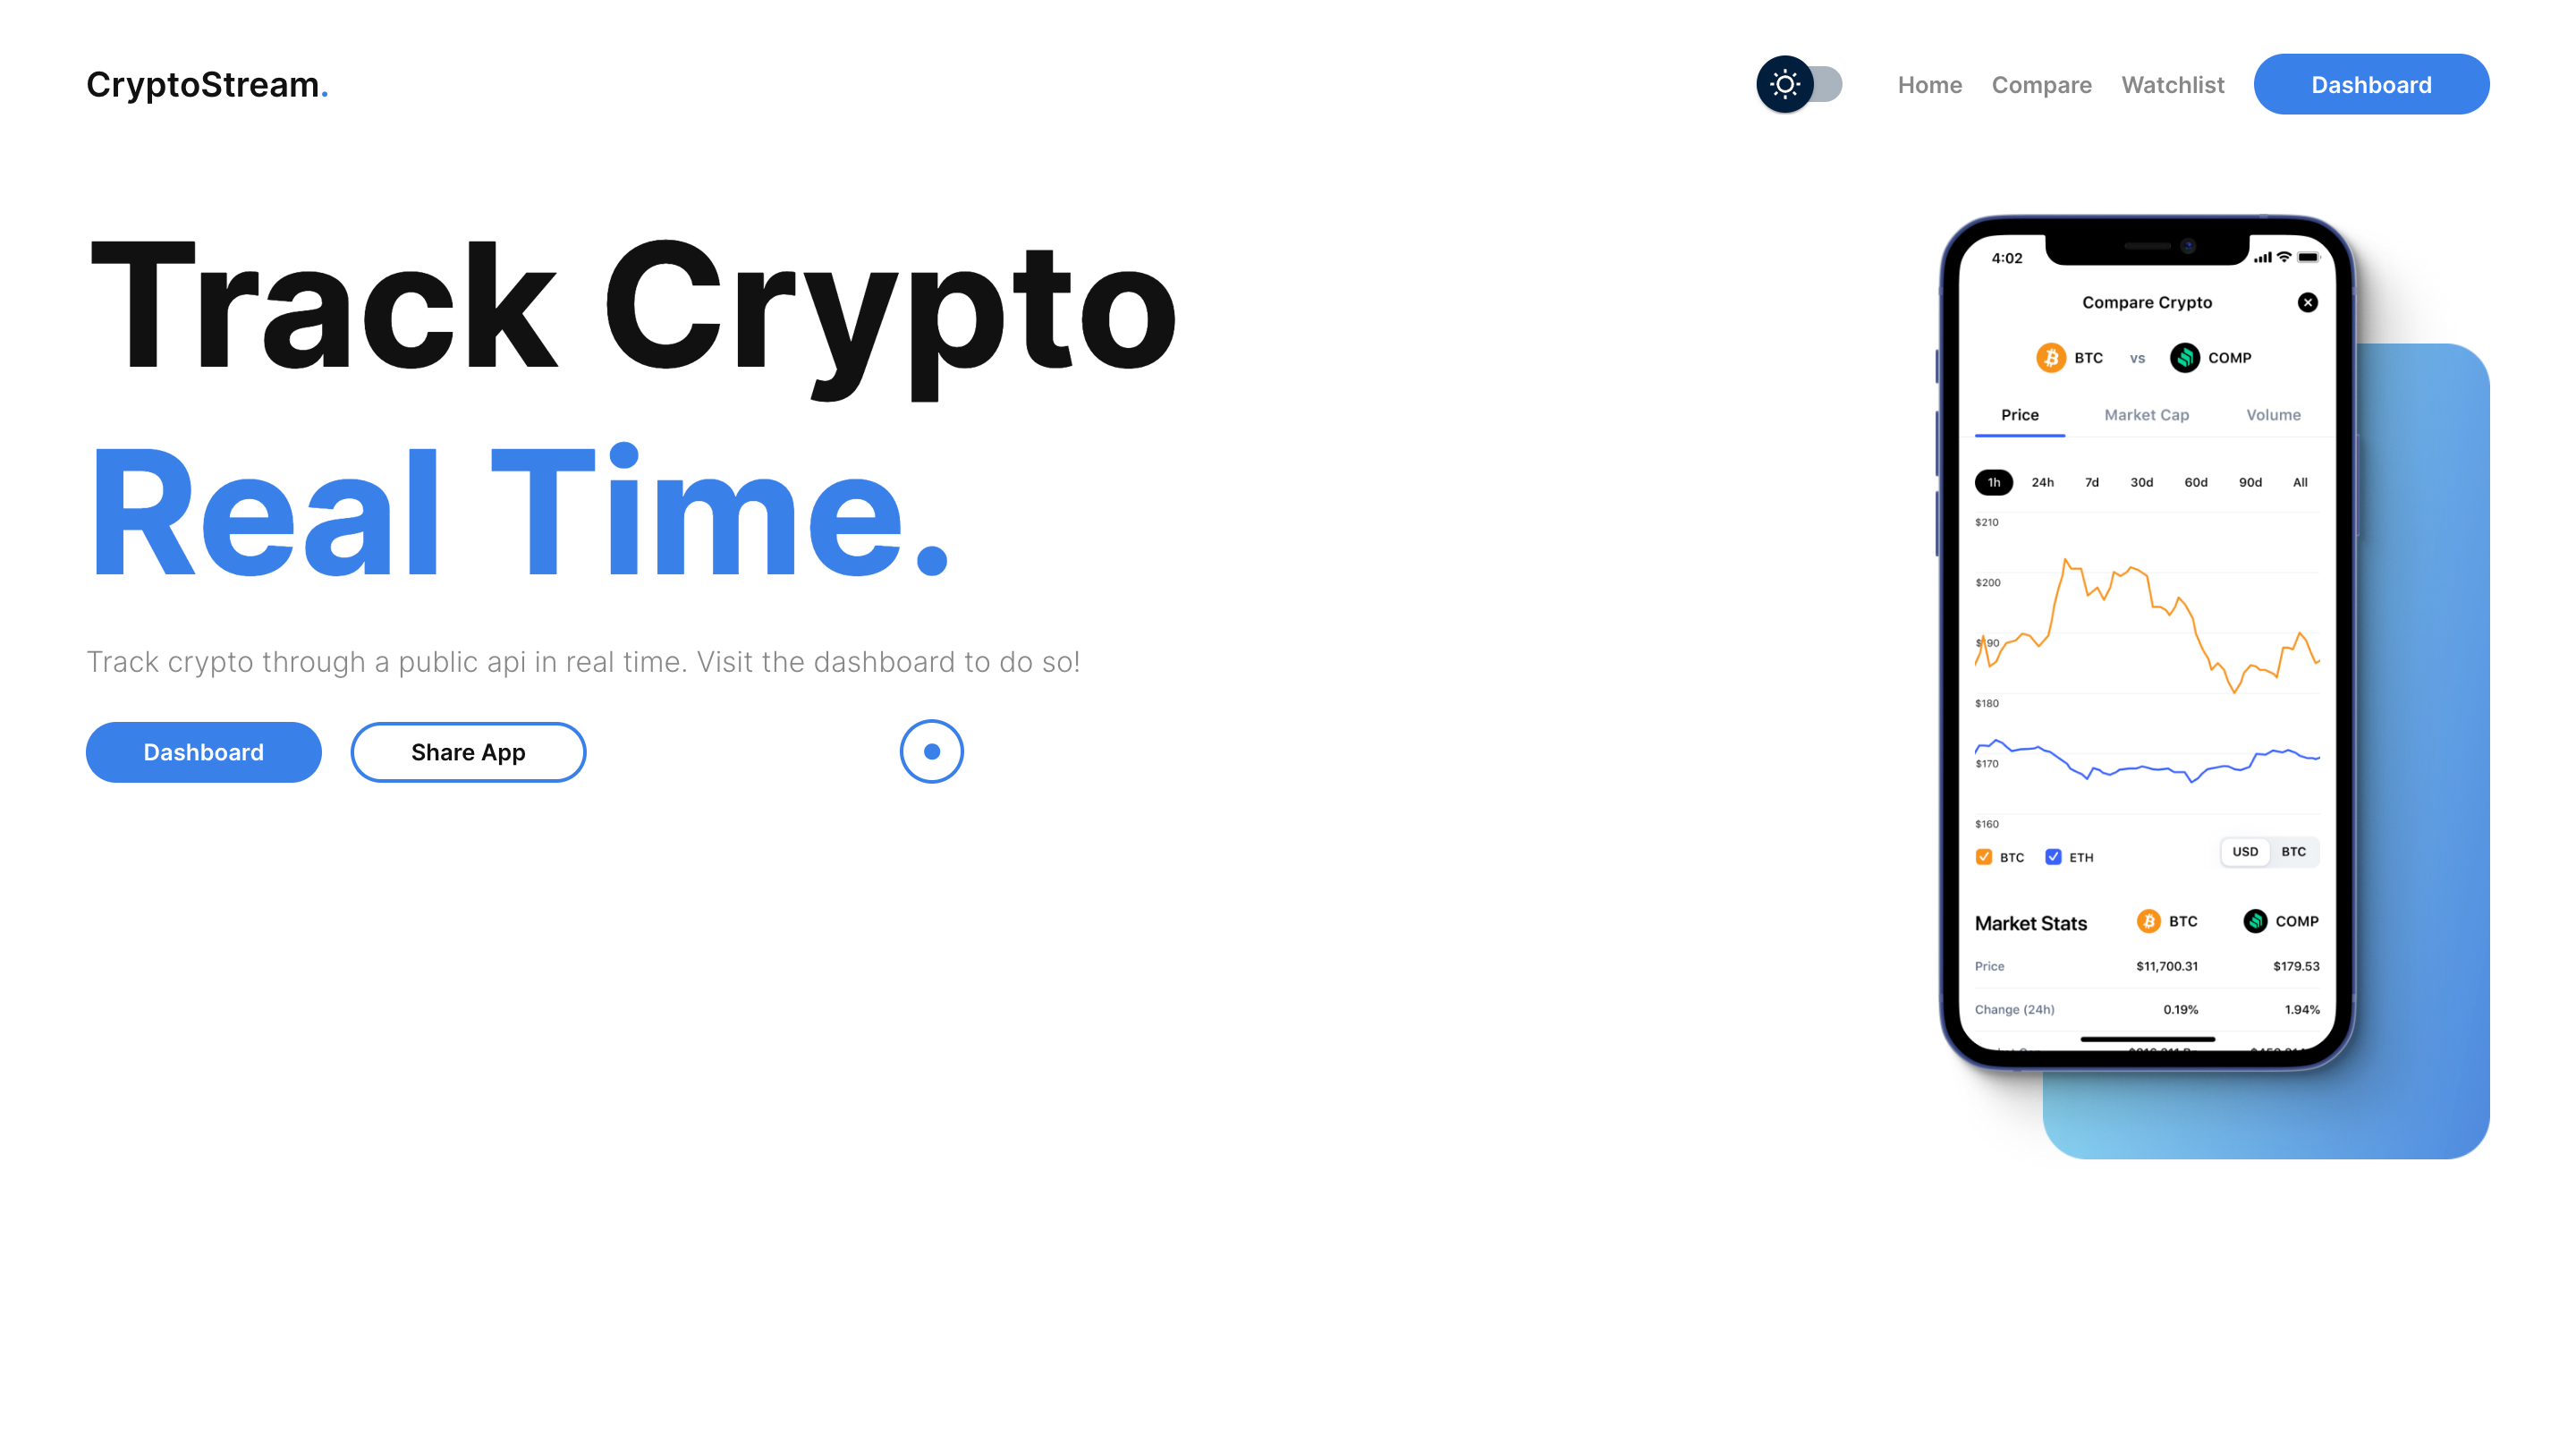 CryptoStream.
Home Compare Watchlist Dashboard
Track Crypto
Real Time.
Track crypto through a public api in real time. Visit the dashboard to do so!
Dashboard Share App
4:02
Compare Crypto
BTC vs COMP
Price Market Cap Volume
1h 24h 7d 30d 60d 90d All
$210
$200
$190
$180
$170
$160
BTC ETH USD BTC
Market Stats BTC COMP
Price $11,700.31 $179.53
Change (24h) 0.19% 1.94%